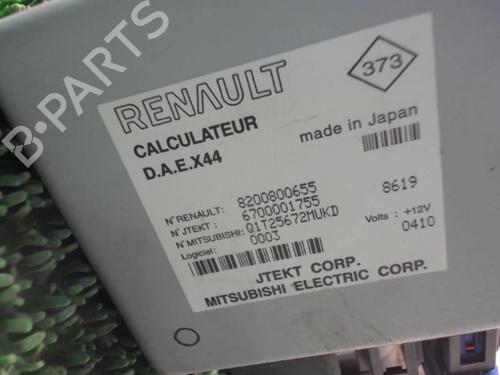 B-PARTS
RENAULT
373
CALCULATEUR
D.A.E.X44
made in Japan
N° RENAULT: 8200800655 8619
N° JTEKT: 6700001755
N° MITSUBISHI: Q1T25672MUKD Volts : +12V
Logiciel: 0003 0410
JTEKT CORP.
MITSUBISHI ELECTRIC CORP.